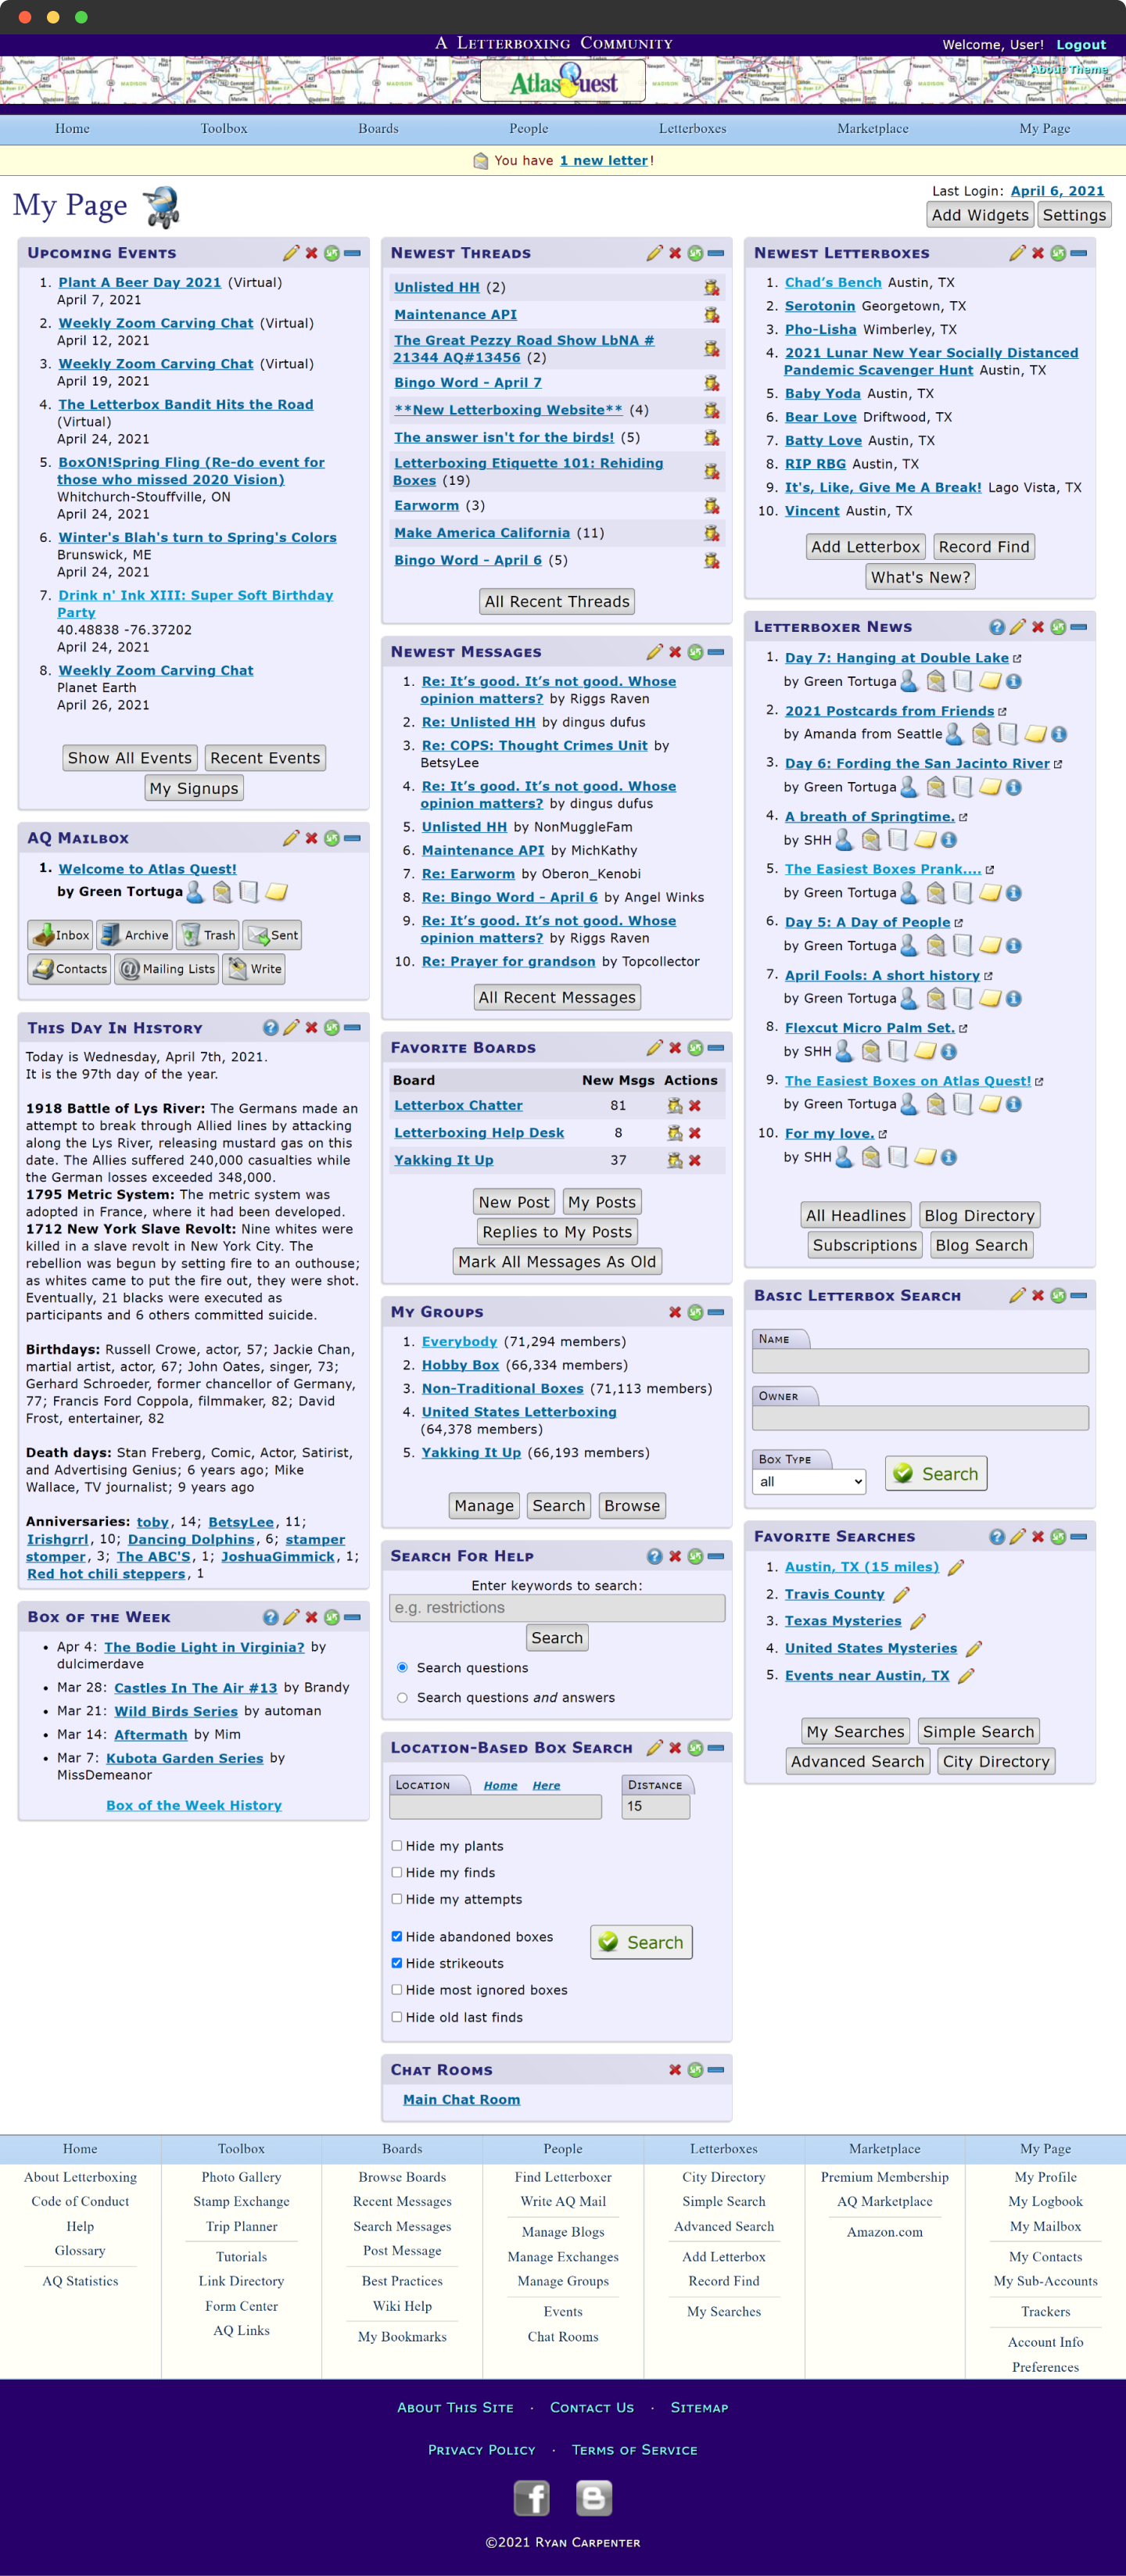 A Letterboxing Community
Welcome, User! Logout
About Theme
AtlasQuest
Home Toolbox Boards People Letterboxes Marketplace My Page
You have 1 new letter!
My Page
Last Login: April 6, 2021
Add Widgets Settings
Upcoming Events
1. Plant A Beer Day 2021 (Virtual)
April 7, 2021
2. Weekly Zoom Carving Chat (Virtual)
April 12, 2021
3. Weekly Zoom Carving Chat (Virtual)
April 19, 2021
4. The Letterbox Bandit Hits the Road
(Virtual)
April 24, 2021
5. BoxON!Spring Fling (Re-do event for
those who missed 2020 Vision)
Whitchurch-Stouffville, ON
April 24, 2021
6. Winter's Blah's turn to Spring's Colors
Brunswick, ME
April 24, 2021
7. Drink n' Ink XIII: Super Soft Birthday
Party
40.48838 -76.37202
April 24, 2021
8. Weekly Zoom Carving Chat
Planet Earth
April 26, 2021
Show All Events Recent Events
My Signups
AQ Mailbox
1. Welcome to Atlas Quest!
by Green Tortuga
Inbox Archive Trash Sent
Contacts Mailing Lists Write
This Day In History
Today is Wednesday, April 7th, 2021.
It is the 97th day of the year.
1918 Battle of Lys River: The Germans made an
attempt to break through Allied lines by attacking
along the Lys River, releasing mustard gas on this
date. The Allies suffered 240,000 casualties while
the German losses exceeded 348,000.
1795 Metric System: The metric system was
adopted in France, where it had been developed.
1712 New York Slave Revolt: Nine whites were
killed in a slave revolt in New York City. The
rebellion was begun by setting fire to an outhouse;
as whites came to put the fire out, they were shot.
Eventually, 21 blacks were executed as
participants and 6 others committed suicide.
Birthdays: Russell Crowe, actor, 57; Jackie Chan,
martial artist, actor, 67; John Oates, singer, 73;
Gerhard Schroeder, former chancellor of Germany,
77; Francis Ford Coppola, filmmaker, 82; David
Frost, entertainer, 82
Death days: Stan Freberg, Comic, Actor, Satirist,
and Advertising Genius; 6 years ago; Mike
Wallace, TV journalist; 9 years ago
Anniversaries: toby, 14; BetsyLee, 11;
Irishgrrl, 10; Dancing Dolphins, 6; stamper
stomper, 3; The ABC'S, 1; JoshuaGimmick, 1;
Red hot chili steppers, 1
Box of the Week
• Apr 4: The Bodie Light in Virginia? by
dulcimerdave
• Mar 28: Castles In The Air #13 by Brandy
• Mar 21: Wild Birds Series by automan
• Mar 14: Aftermath by Mim
• Mar 7: Kubota Garden Series by
MissDemeanor
Box of the Week History
Newest Threads
Unlisted HH (2)
Maintenance API
The Great Pezzy Road Show LbNA #
21344 AQ#13456 (2)
Bingo Word - April 7
**New Letterboxing Website** (4)
The answer isn't for the birds! (5)
Letterboxing Etiquette 101: Rehiding
Boxes (19)
Earworm (3)
Make America California (11)
Bingo Word - April 6 (5)
All Recent Threads
Newest Messages
1. Re: It’s good. It’s not good. Whose
opinion matters? by Riggs Raven
2. Re: Unlisted HH by dingus dufus
3. Re: COPS: Thought Crimes Unit by
BetsyLee
4. Re: It’s good. It’s not good. Whose
opinion matters? by dingus dufus
5. Unlisted HH by NonMuggleFam
6. Maintenance API by MichKathy
7. Re: Earworm by Oberon_Kenobi
8. Re: Bingo Word - April 6 by Angel Winks
9. Re: It’s good. It’s not good. Whose
opinion matters? by Riggs Raven
10. Re: Prayer for grandson by Topcollector
All Recent Messages
Favorite Boards
Board New Msgs Actions
Letterbox Chatter 81
Letterboxing Help Desk 8
Yakking It Up 37
New Post My Posts
Replies to My Posts
Mark All Messages As Old
My Groups
1. Everybody (71,294 members)
2. Hobby Box (66,334 members)
3. Non-Traditional Boxes (71,113 members)
4. United States Letterboxing
(64,378 members)
5. Yakking It Up (66,193 members)
Manage Search Browse
Search For Help
Enter keywords to search:
e.g. restrictions
Search
Search questions
Search questions and answers
Location-Based Box Search
Location Home Here Distance
15
Hide my plants
Hide my finds
Hide my attempts
Hide abandoned boxes
Hide strikeouts
Hide most ignored boxes
Hide old last finds
Search
Chat Rooms
Main Chat Room
Newest Letterboxes
1. Chad’s Bench Austin, TX
2. Serotonin Georgetown, TX
3. Pho-Lisha Wimberley, TX
4. 2021 Lunar New Year Socially Distanced
Pandemic Scavenger Hunt Austin, TX
5. Baby Yoda Austin, TX
6. Bear Love Driftwood, TX
7. Batty Love Austin, TX
8. RIP RBG Austin, TX
9. It's, Like, Give Me A Break! Lago Vista, TX
10. Vincent Austin, TX
Add Letterbox Record Find
What's New?
Letterboxer News
1. Day 7: Hanging at Double Lake
by Green Tortuga
2. 2021 Postcards from Friends
by Amanda from Seattle
3. Day 6: Fording the San Jacinto River
by Green Tortuga
4. A breath of Springtime.
by SHH
5. The Easiest Boxes Prank....
by Green Tortuga
6. Day 5: A Day of People
by Green Tortuga
7. April Fools: A short history
by Green Tortuga
8. Flexcut Micro Palm Set.
by SHH
9. The Easiest Boxes on Atlas Quest!
by Green Tortuga
10. For my love.
by SHH
All Headlines Blog Directory
Subscriptions Blog Search
Basic Letterbox Search
Name
Owner
Box Type
all
Search
Favorite Searches
1. Austin, TX (15 miles)
2. Travis County
3. Texas Mysteries
4. United States Mysteries
5. Events near Austin, TX
My Searches Simple Search
Advanced Search City Directory
Home
About Letterboxing
Code of Conduct
Help
Glossary
AQ Statistics
Toolbox
Photo Gallery
Stamp Exchange
Trip Planner
Tutorials
Link Directory
Form Center
AQ Links
Boards
Browse Boards
Recent Messages
Search Messages
Post Message
Best Practices
Wiki Help
My Bookmarks
People
Find Letterboxer
Write AQ Mail
Manage Blogs
Manage Exchanges
Manage Groups
Events
Chat Rooms
Letterboxes
City Directory
Simple Search
Advanced Search
Add Letterbox
Record Find
My Searches
Marketplace
Premium Membership
AQ Marketplace
Amazon.com
My Page
My Profile
My Logbook
My Mailbox
My Contacts
My Sub-Accounts
Trackers
Account Info
Preferences
About This Site · Contact Us · Sitemap
Privacy Policy · Terms of Service
©2021 Ryan Carpenter